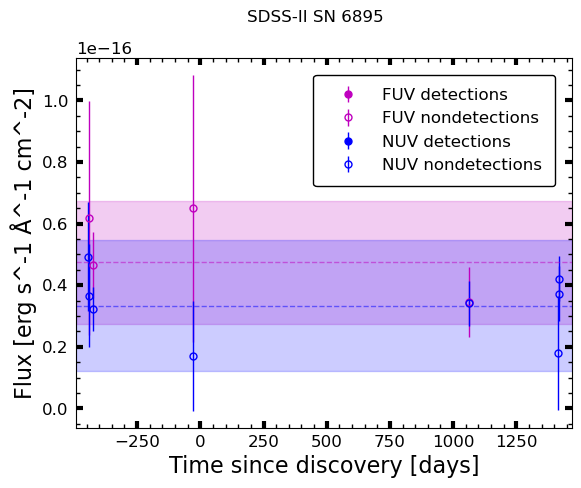 SDSS-II SN 6895
1e−16
FUV detections
FUV nondetections
NUV detections
NUV nondetections
1.0
0.8
0.6
0.4
0.2
0.0
Flux [erg s^-1 Å^-1 cm^-2]
−250 0 250 500 750 1000 1250
Time since discovery [days]